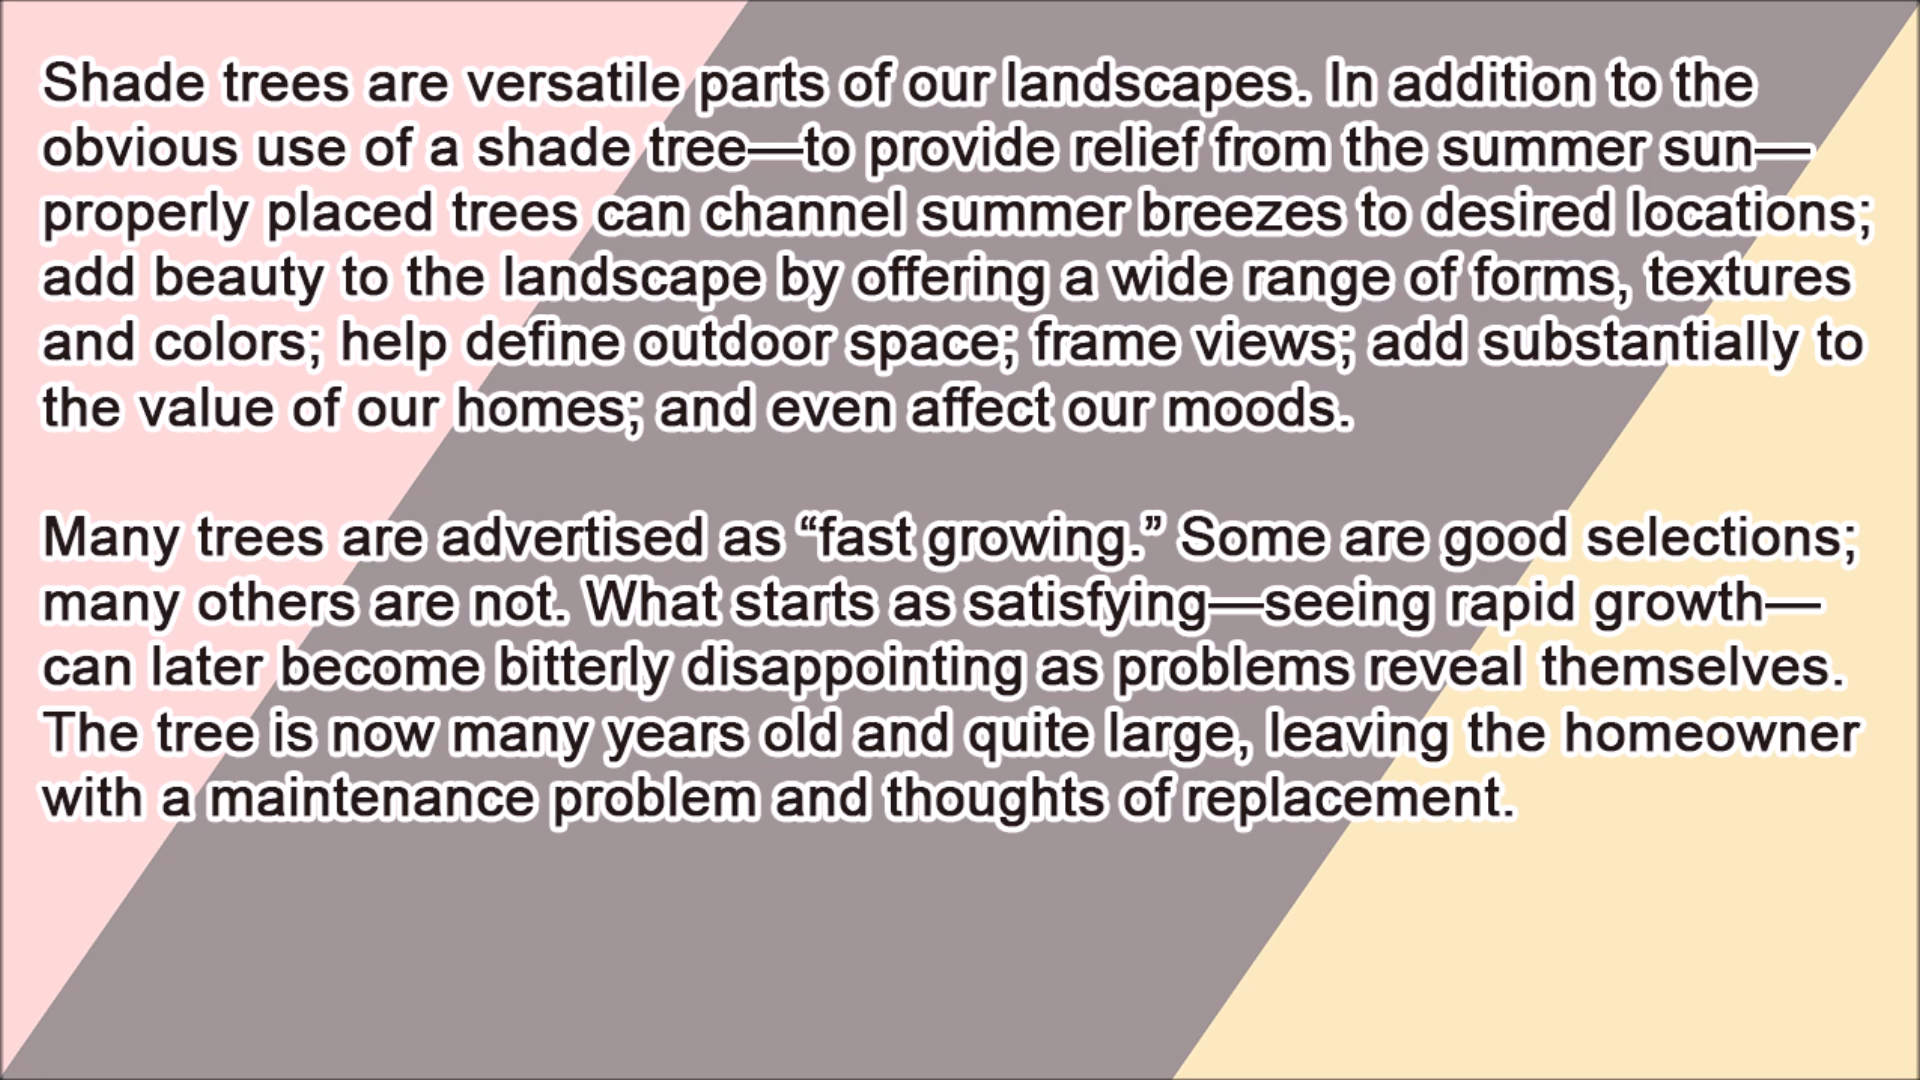 Shade trees are versatile parts of our landscapes. In addition to the
obvious use of a shade tree—to provide relief from the summer sun—
properly placed trees can channel summer breezes to desired locations;
add beauty to the landscape by offering a wide range of forms, textures
and colors; help define outdoor space; frame views; add substantially to
the value of our homes; and even affect our moods.
Many trees are advertised as “fast growing.” Some are good selections;
many others are not. What starts as satisfying—seeing rapid growth—
can later become bitterly disappointing as problems reveal themselves.
The tree is now many years old and quite large, leaving the homeowner
with a maintenance problem and thoughts of replacement.